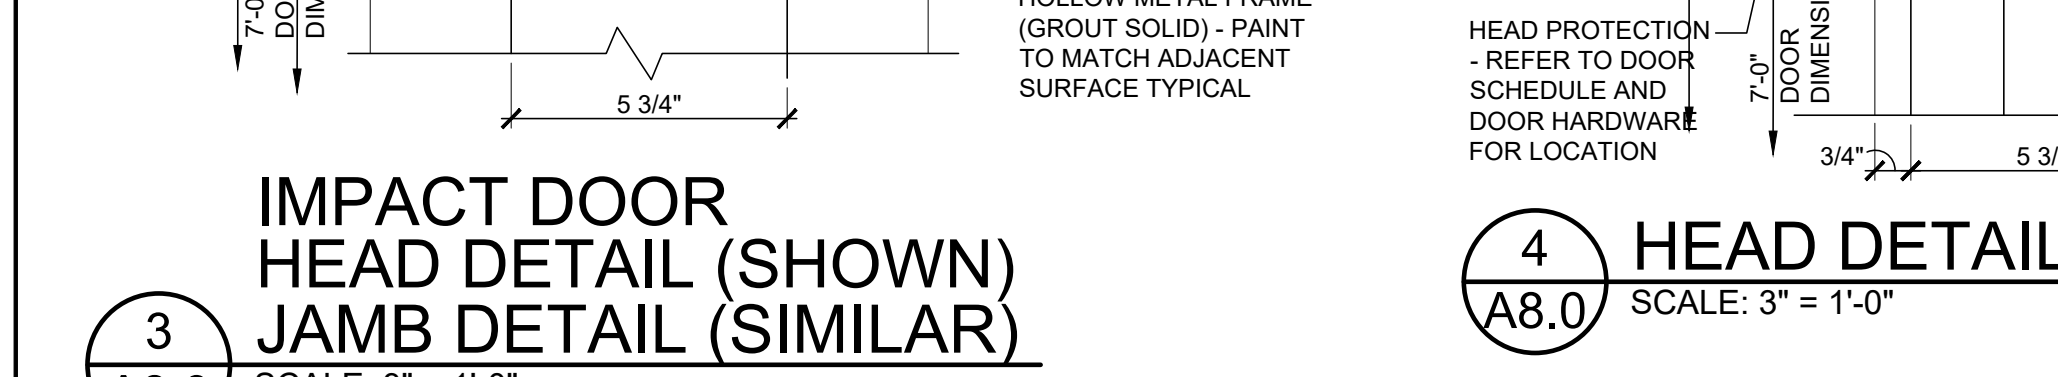 HOLLOW METAL FRAME
(GROUT SOLID) - PAINT
TO MATCH ADJACENT
SURFACE TYPICAL
5 3/4"
IMPACT DOOR
HEAD DETAIL (SHOWN)
JAMB DETAIL (SIMILAR)
3
HEAD PROTECTION
- REFER TO DOOR
SCHEDULE AND
DOOR HARDWARE
FOR LOCATION
7'-0"
DOOR
3/4"
5 3/
4
A8.0
HEAD DETAIL
SCALE: 3" = 1'-0"